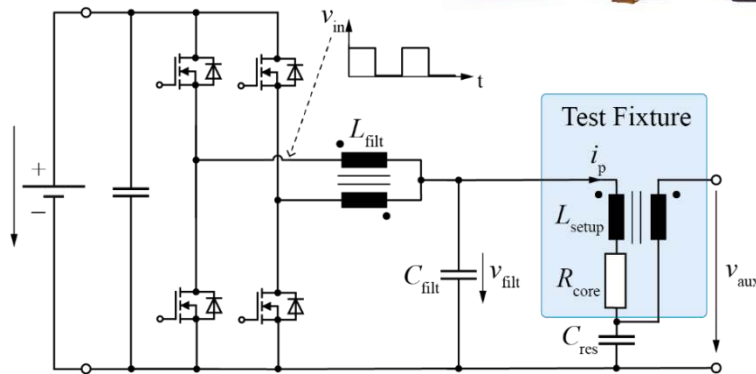 v_in
t
Test Fixture
L_filt
i_p
+
−
L_setup
C_filt
v_filt
R_core
v_aux
C_res